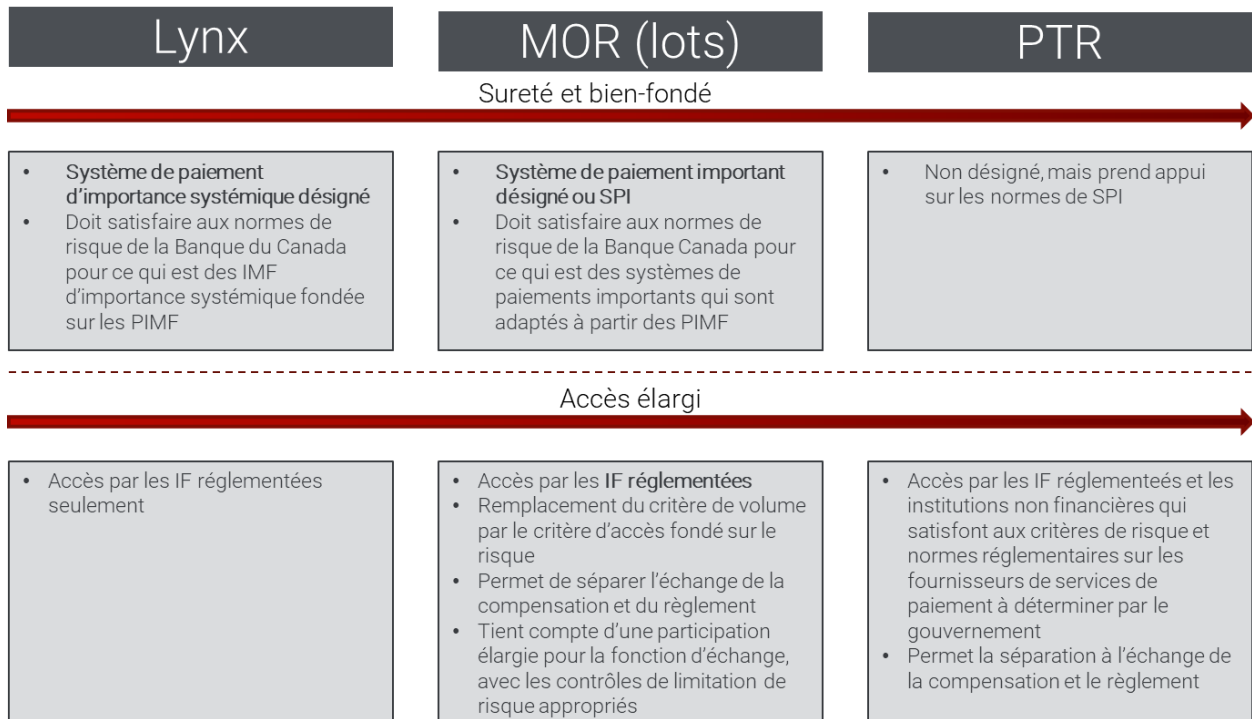 Lynx
MOR (lots)
PTR
Sureté et bien-fondé
• Système de paiement
d'importance systémique désigné
• Doit satisfaire aux normes de
risque de la Banque du Canada
pour ce qui est des IMF
d'importance systémique fondée
sur les PIMF
• Système de paiement important
désigné ou SPI
• Doit satisfaire aux normes de
risque de la Banque Canada pour
ce qui est des systèmes de
paiements importants qui sont
adaptés à partir des PIMF
• Non désigné, mais prend appui
sur les normes de SPI
Accès élargi
• Accès par les IF réglementées
seulement
• Accès par les IF réglementées
• Remplacement du critère de volume
par le critère d'accès fondé sur le
risque
• Permet de séparer l'échange de la
compensation et du règlement
• Tient compte d'une participation
élargie pour la fonction d'échange,
avec les contrôles de limitation de
risque appropriés
• Accès par les IF réglementeés et les
institutions non financières qui
satisfont aux critères de risque et
normes réglementaires sur les
fournisseurs de services de
paiement à déterminer par le
gouvernement
• Permet la séparation à l'échange de
la compensation et le règlement